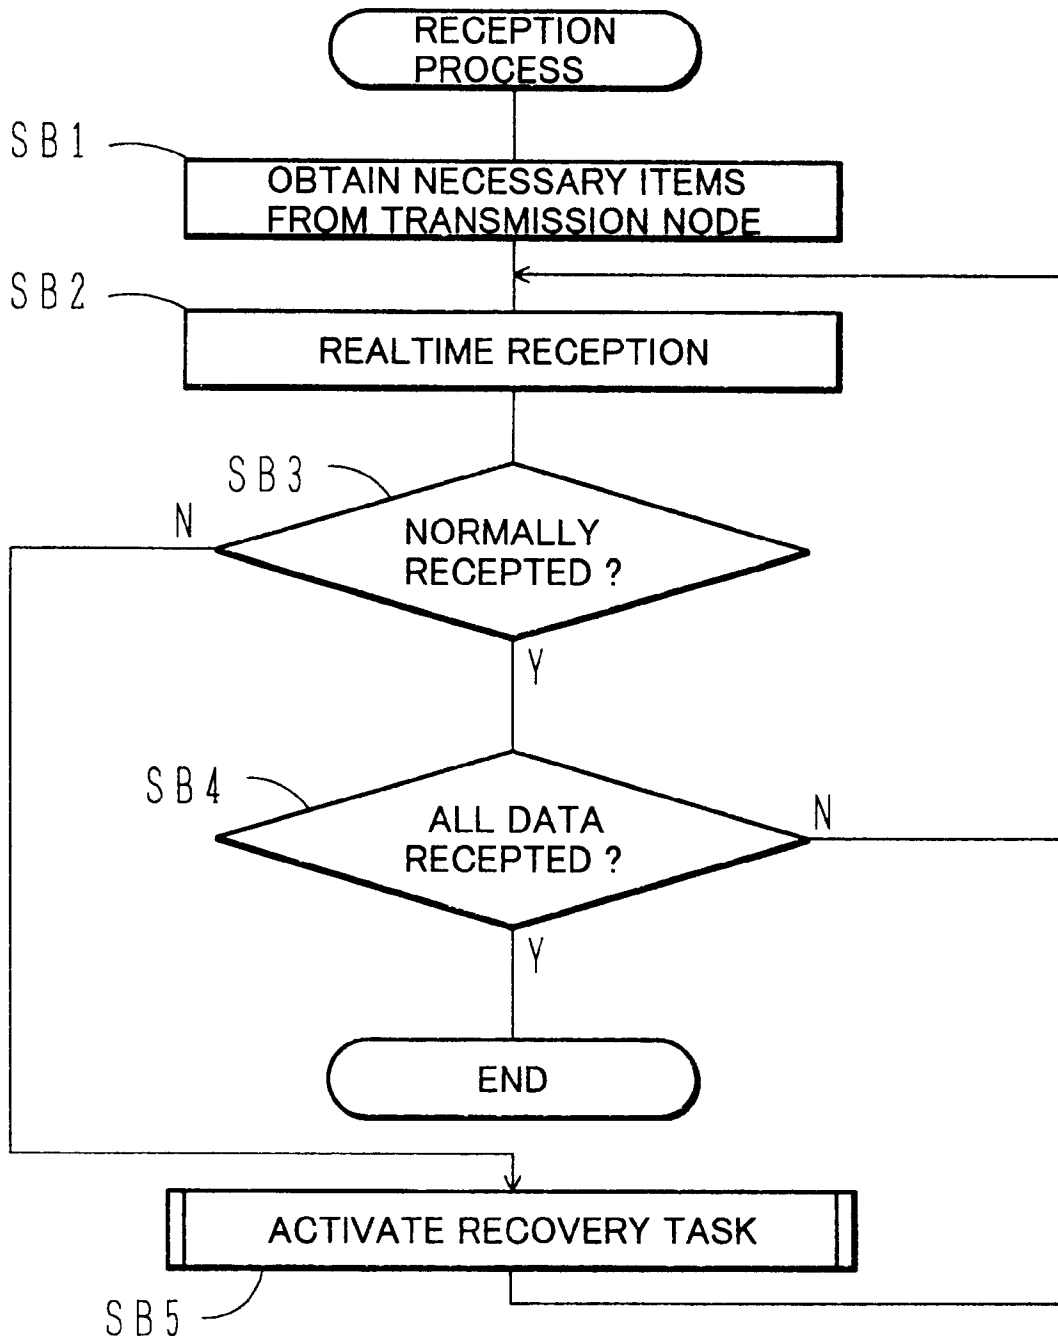 RECEPTION
PROCESS
SB1
OBTAIN NECESSARY ITEMS
FROM TRANSMISSION NODE
SB2
REALTIME RECEPTION
SB3
N
NORMALLY
RECEPTED ?
Y
SB4
ALL DATA
RECEPTED ?
N
Y
END
ACTIVATE RECOVERY TASK
SB5